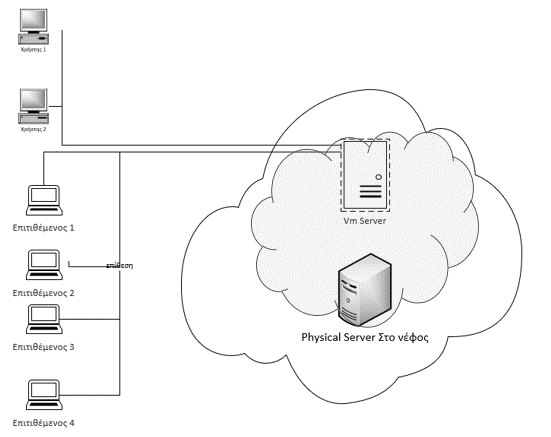 Χρήστης 1
Χρήστης 2
Vm Server
Επιτιθέμενος 1
επίθεση
Επιτιθέμενος 2
Physical Server Στο νέφος
Επιτιθέμενος 3
Επιτιθέμενος 4